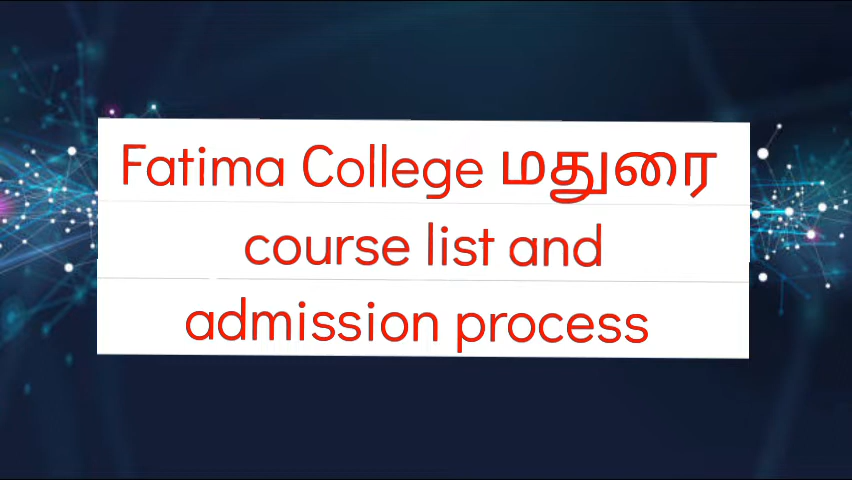 Fatima College மதுரை
course list and
admission process